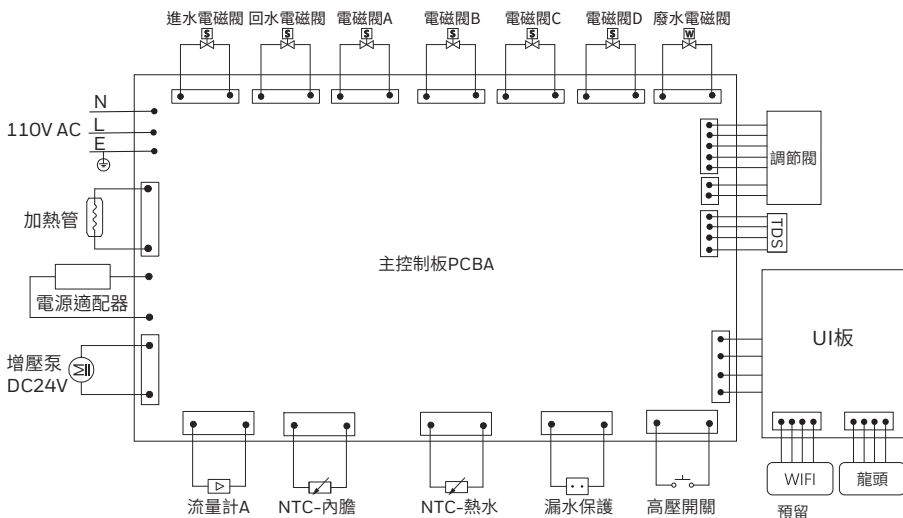 進水電磁閥 回水電磁閥 電磁閥A 電磁閥B 電磁閥C 電磁閥D 廢水電磁閥
S S S S S S W
N
110V AC L
E
調節閥
加熱管
TDS
主控制板PCBA
電源適配器
UI板
增壓泵
DC24V
M
WIFI 龍頭
流量計A NTC-內膽 NTC-熱水 漏水保護 高壓開關 預留